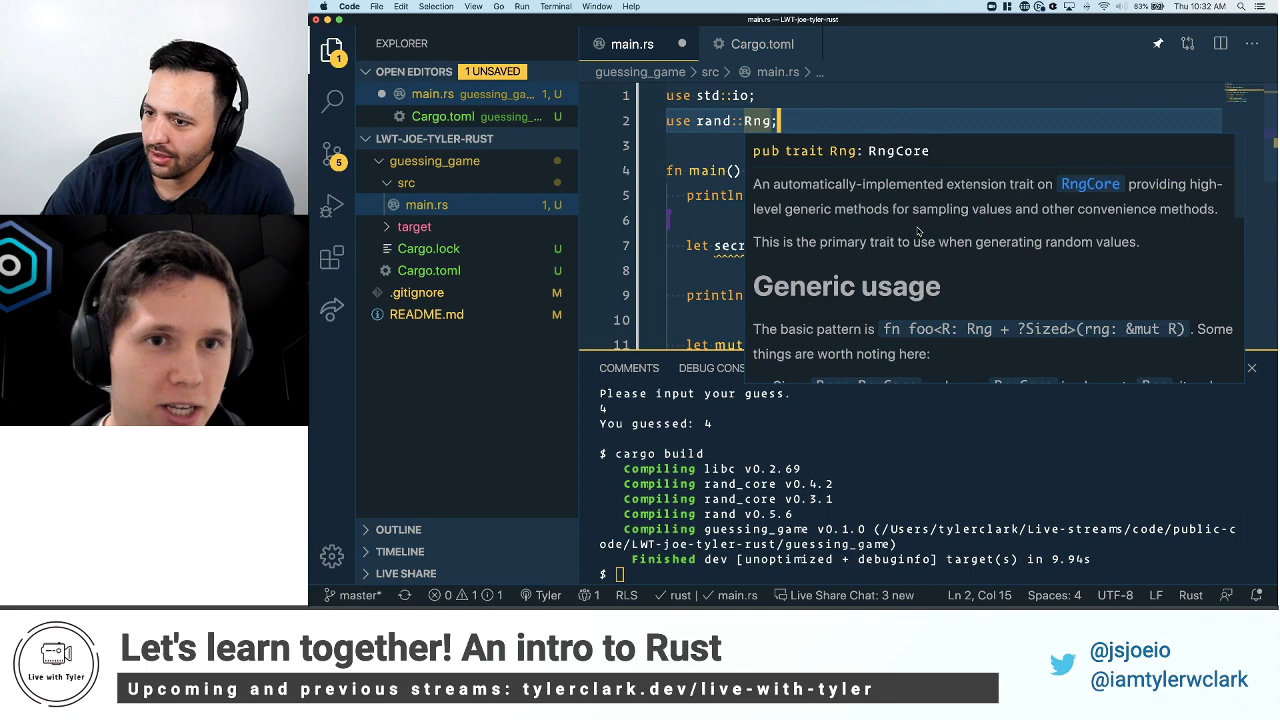 Code File Edit Selection View Go Run Terminal Window Help
83% Thu 10:32 AM
main.rs — LWT-joe-tyler-rust
EXPLORER
OPEN EDITORS 1 UNSAVED
main.rs guessing_ga... 1, U
Cargo.toml guessing_... U
LWT-JOE-TYLER-RUST
guessing_game
src
main.rs 1, U
target
Cargo.lock U
Cargo.toml U
.gitignore M
README.md M
OUTLINE
TIMELINE
LIVE SHARE
1
5
main.rs Cargo.toml
guessing_game › src › main.rs › ...
1 use std::io;
2 use rand::Rng;
3
4 fn main()
5 println
6
7 let secr
8
9 println
10
11 let mut
pub trait Rng: RngCore
An automatically-implemented extension trait on RngCore providing high-
level generic methods for sampling values and other convenience methods.
This is the primary trait to use when generating random values.
Generic usage
The basic pattern is fn foo<R: Rng + ?Sized>(rng: &mut R) . Some
things are worth noting here:
COMMENTS DEBUG CONS
Please input your guess.
4
You guessed: 4
$ cargo build
Compiling libc v0.2.69
Compiling rand_core v0.4.2
Compiling rand_core v0.3.1
Compiling rand v0.5.6
Compiling guessing_game v0.1.0 (/Users/tylerclark/Live-streams/code/public-c
ode/LWT-joe-tyler-rust/guessing_game)
Finished dev [unoptimized + debuginfo] target(s) in 9.94s
$
master* 0 1 1 Tyler 1 RLS ✓ rust | ✓ main.rs Live Share Chat: 3 new Ln 2, Col 15 Spaces: 4 UTF-8 LF Rust
Live with Tyler
Let's learn together! An intro to Rust
Upcoming and previous streams: tylerclark.dev/live-with-tyler
@jsjoeio
@iamtylerwclark